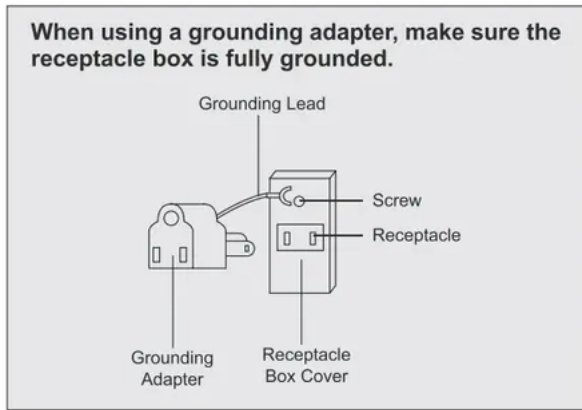 When using a grounding adapter, make sure the
receptacle box is fully grounded.
Grounding Lead
Screw
Receptacle
Grounding
Adapter
Receptacle
Box Cover